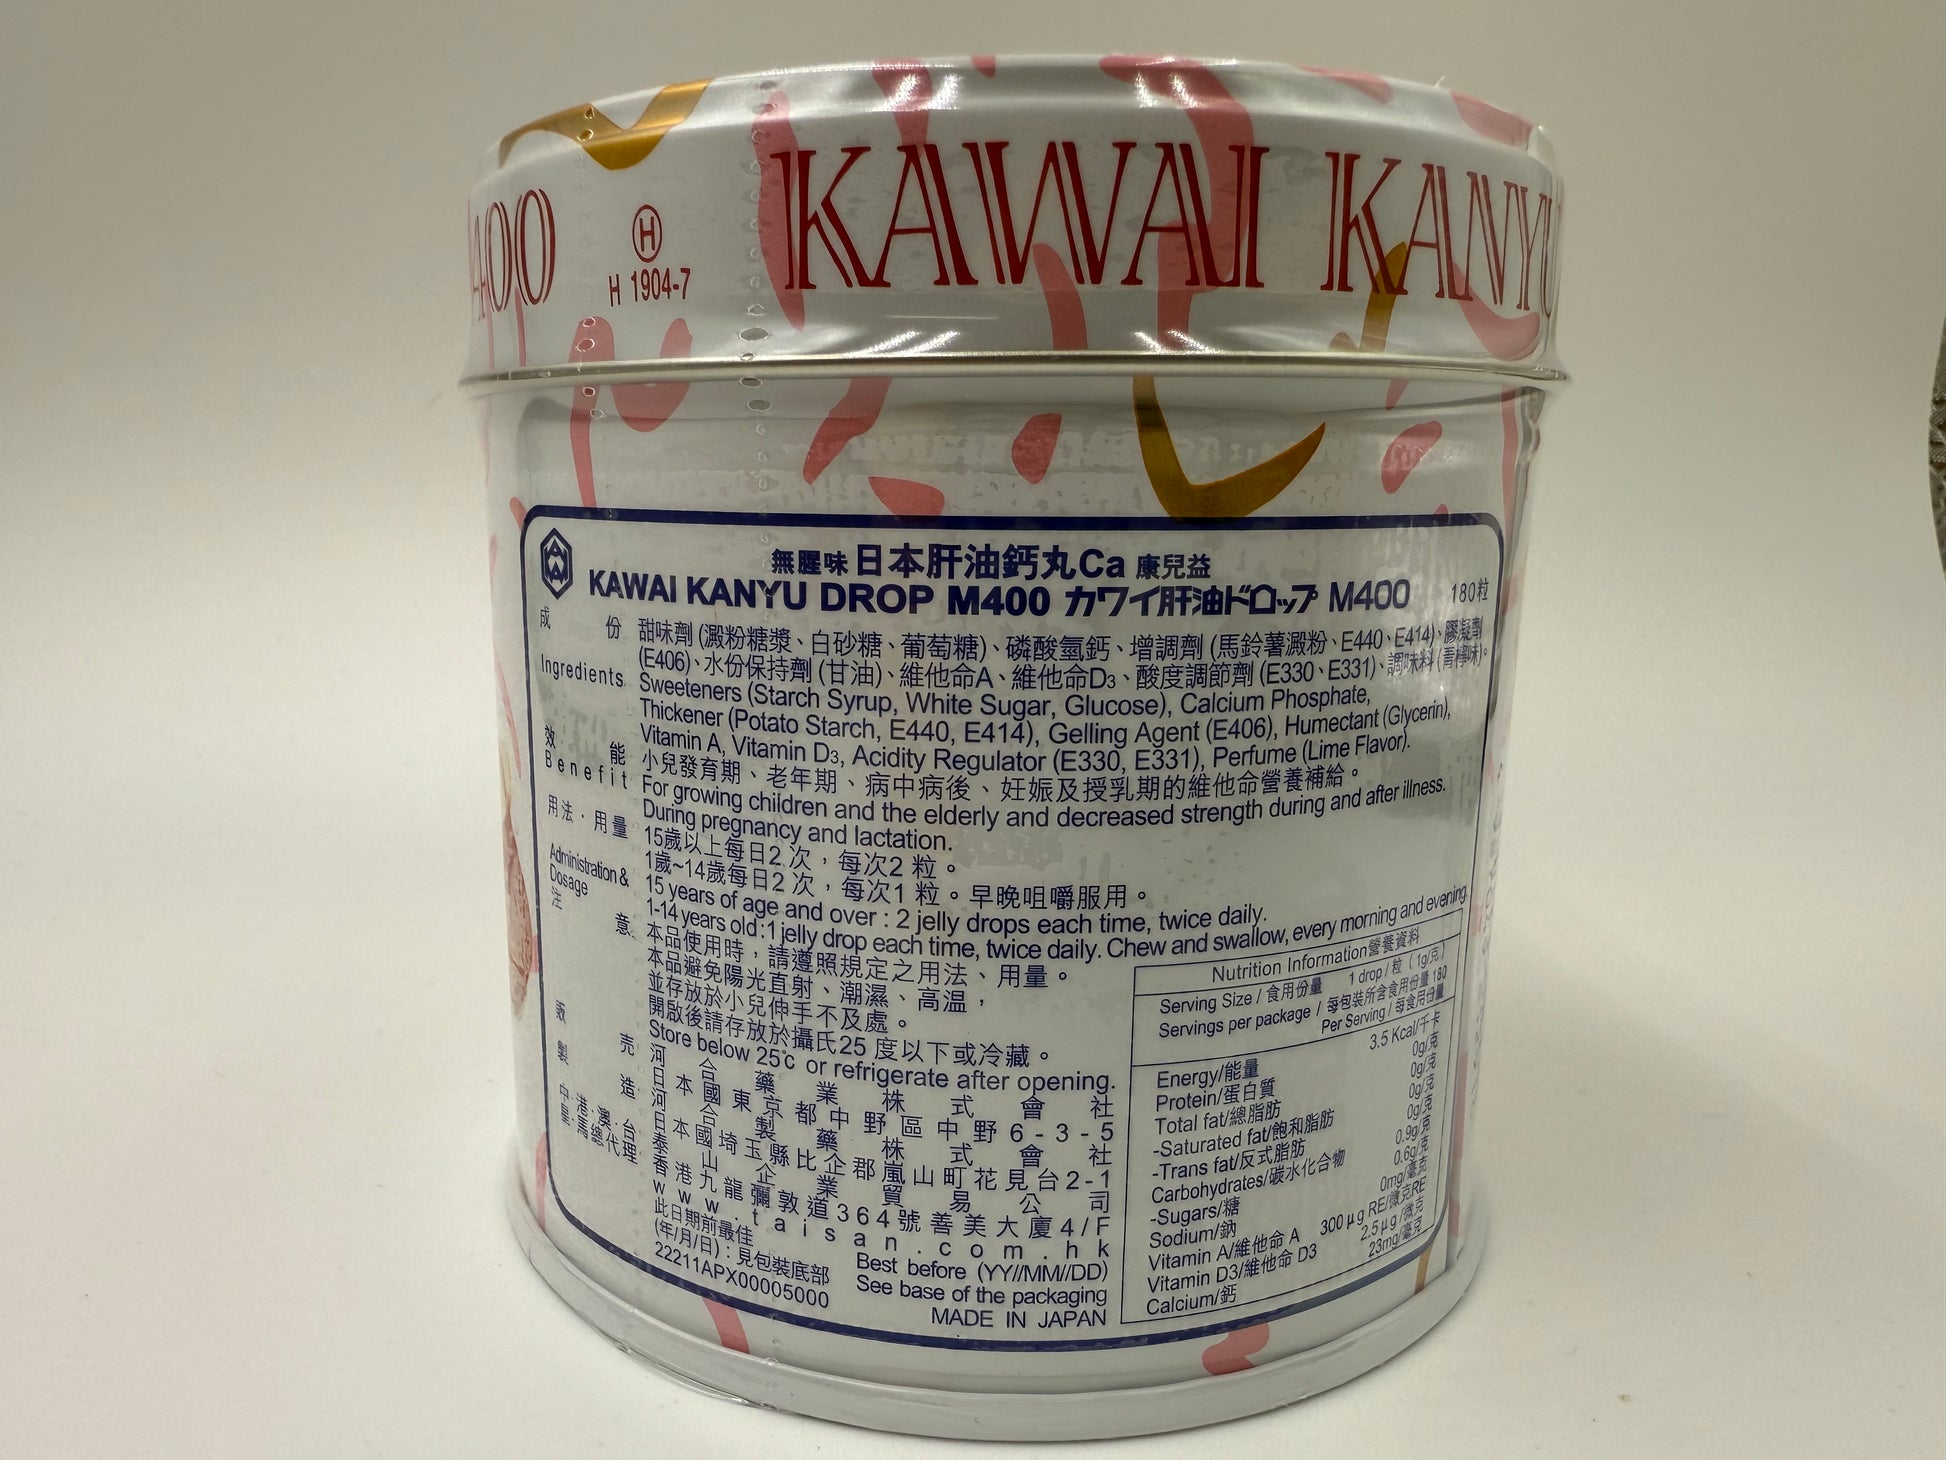 400
H
H 1904-7
KAWAI KANYU
無腥味 日本肝油鈣丸Ca 康兒益
KAWAI KANYU DROP M400 カワイ肝油ドロップ M400 180粒
成份 甜味劑 (澱粉糖漿、白砂糖、葡萄糖)、磷酸氫鈣、增調劑 (馬鈴薯澱粉、E440、E414)、膠凝劑
(E406)、水份保持劑 (甘油)、維他命A、維他命D3、酸度調節劑 (E330、E331)、調味料 (青檸味)。
Ingredients Sweeteners (Starch Syrup, White Sugar, Glucose), Calcium Phosphate,
Thickener (Potato Starch, E440, E414), Gelling Agent (E406), Humectant (Glycerin),
Vitamin A, Vitamin D3, Acidity Regulator (E330, E331), Perfume (Lime Flavor).
效能 小兒發育期、老年期、病中病後、妊娠及授乳期的維他命營養補給。
Benefit For growing children and the elderly and decreased strength during and after illness.
During pregnancy and lactation.
用法·用量 15歲以上每日2 次，每次2 粒。
1歲~14歲每日2 次，每次1 粒。早晚咀嚼服用。
Administration & Dosage 15 years of age and over : 2 jelly drops each time, twice daily.
1-14 years old :1 jelly drop each time, twice daily. Chew and swallow, every morning and evening.
注意 本品使用時，請遵照規定之用法、用量。
本品避免陽光直射、潮濕、高温，
並存放於小兒伸手不及處。
開啟後請存放於攝氏25 度以下或冷藏。
Store below 25℃ or refrigerate after opening.
販売 河合藥業株式會社
日本國東京都中野區中野6-3-5
製造 河合製藥株式會社
日本國埼玉縣比企郡嵐山町花見台2-1
中·港·澳·台 泰山企業貿易公司
星·馬總代理 香港九龍彌敦道364號善美大廈4/F
www.taisan.com.hk
此日期前最佳
(年/月/日)：見包裝底部
22211APX00005000
Best before (YY//MM//DD)
See base of the packaging
MADE IN JAPAN
Nutrition Information營養資料
Serving Size / 食用份量 1 drop / 粒 ( 1g/克)
Servings per package / 每包裝所含食用份量 180
Per Serving / 每食用份量
Energy/能量 3.5 Kcal/千卡
Protein/蛋白質 0g/克
Total fat/總脂肪 0g/克
-Saturated fat/飽和脂肪 0g/克
-Trans fat/反式脂肪 0g/克
Carbohydrates/碳水化合物 0.9g/克
-Sugars/糖 0.6g/克
Sodium/鈉 0mg/毫克
Vitamin A/維他命 A 300 μg RE/微克RE
Vitamin D3/維他命 D3 2.5 μg /微克
Calcium/鈣 23mg/毫克